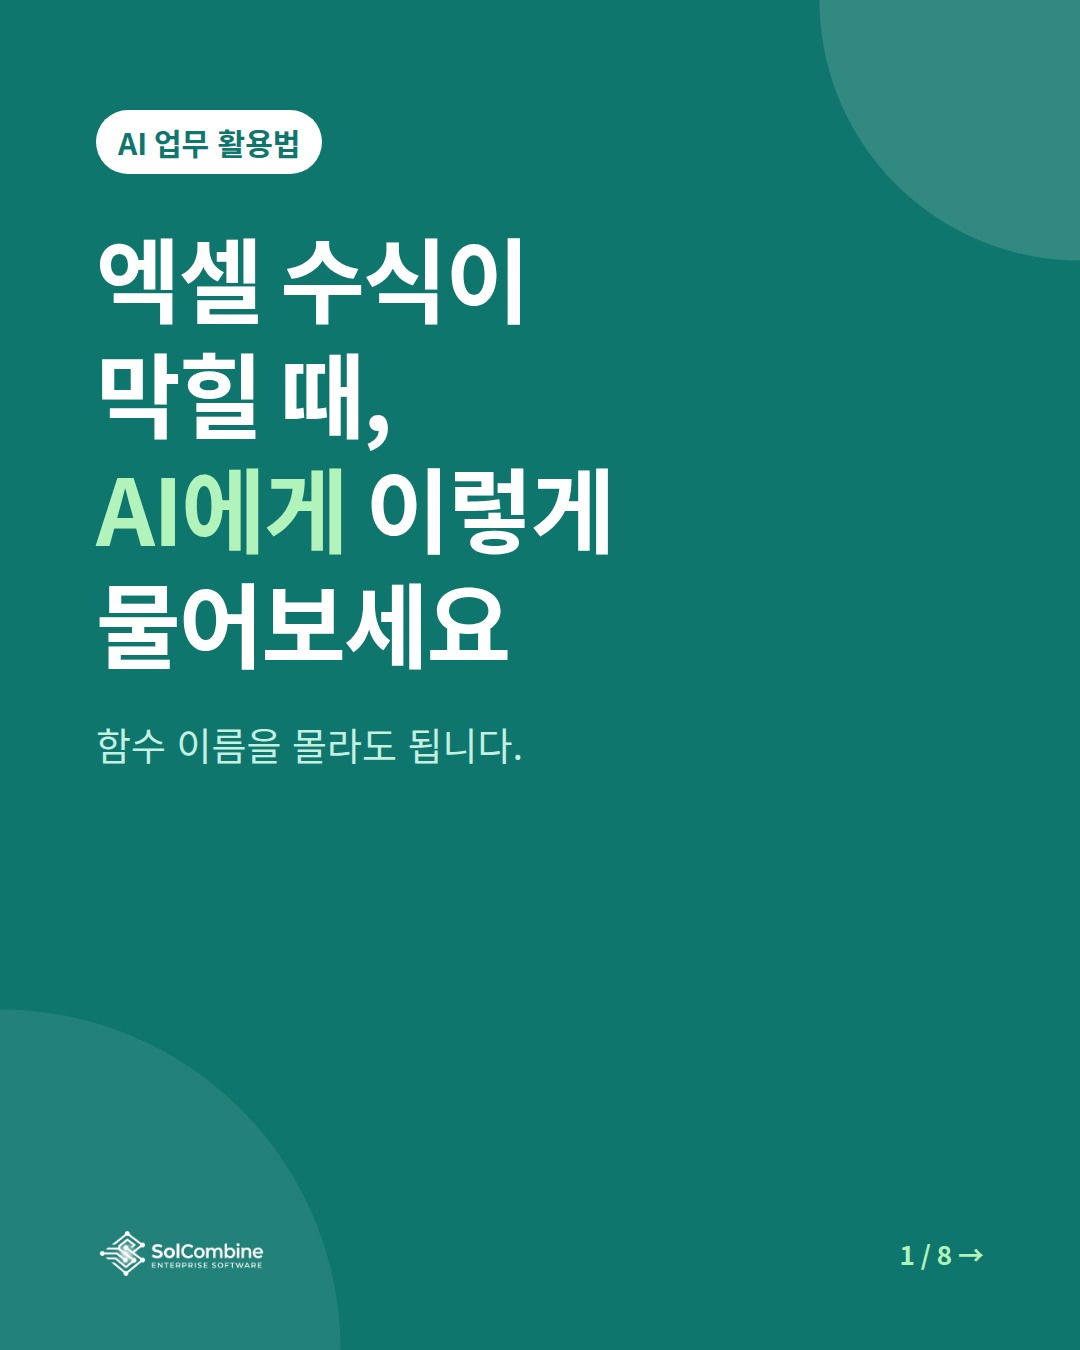 AI 업무 활용법
엑셀 수식이
막힐 때,
AI에게 이렇게
물어보세요
함수 이름을 몰라도 됩니다.
SolCombine
ENTERPRISE SOFTWARE
1 / 8 →